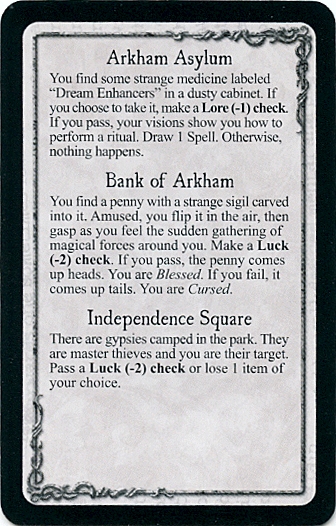 Arkham Asylum
You find some strange medicine labeled
“Dream Enhancers” in a dusty cabinet. If
you choose to take it, make a Lore (-1) check.
If you pass, your visions show you how to
perform a ritual. Draw 1 Spell. Otherwise,
nothing happens.
Bank of Arkham
You find a penny with a strange sigil carved
into it. Amused, you flip it in the air, then
gasp as you feel the sudden gathering of
magical forces around you. Make a Luck
(-2) check. If you pass, the penny comes
up heads. You are Blessed. If you fail, it
comes up tails. You are Cursed.
Independence Square
There are gypsies camped in the park. They
are master thieves and you are their target.
Pass a Luck (-2) check or lose 1 item of
your choice.